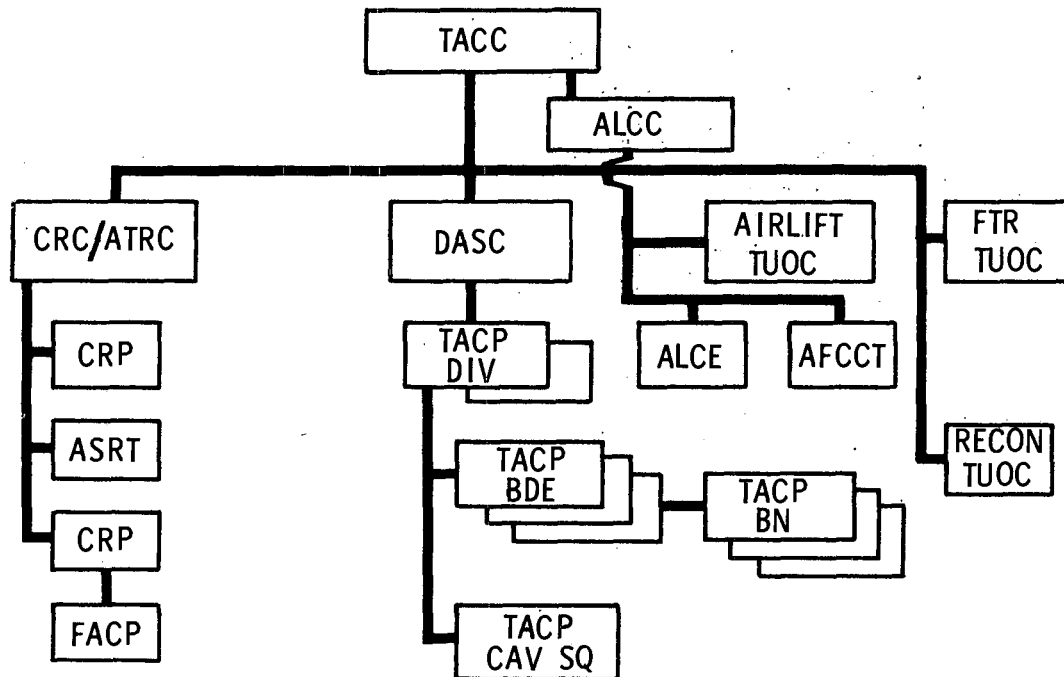 TACC
ALCC
CRC/ATRC
DASC
AIRLIFT
TUOC
FTR
TUOC
CRP
TACP
DIV
ALCE
AFCCT
ASRT
TACP
BDE
TACP
BN
RECON
TUOC
CRP
FACP
TACP
CAV SQ